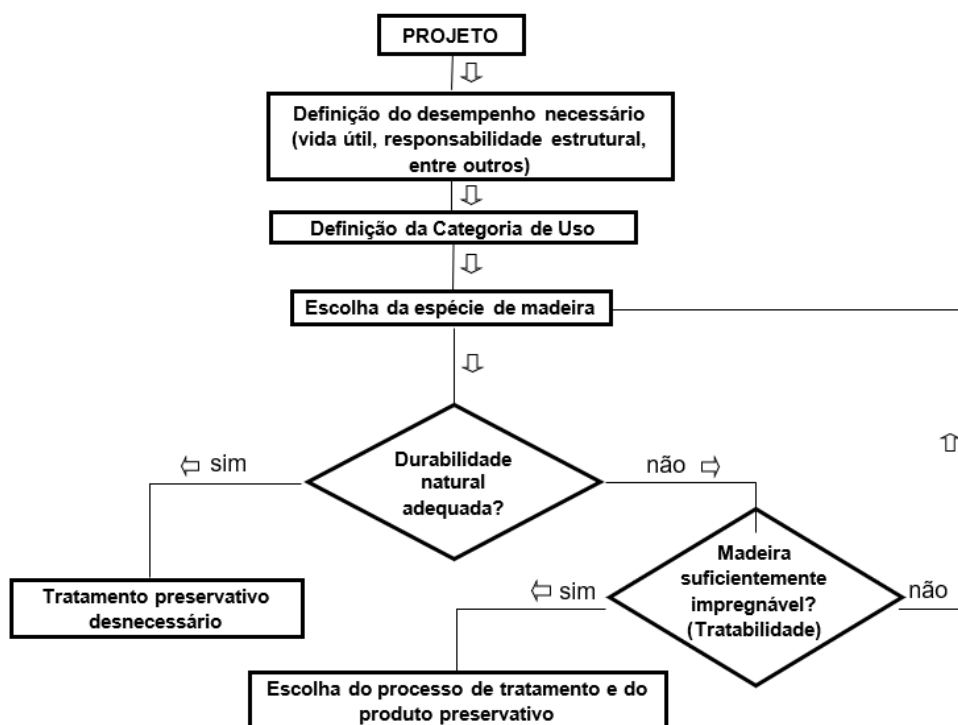 PROJETO
Definição do desempenho necessário
(vida útil, responsabilidade estrutural,
entre outros)
Definição da Categoria de Uso
Escolha da espécie de madeira
sim
Durabilidade
natural
adequada?
não
Tratamento preservativo
desnecessário
sim
Madeira
suficientemente
impregnável?
(Tratabilidade)
não
Escolha do processo de tratamento e do
produto preservativo